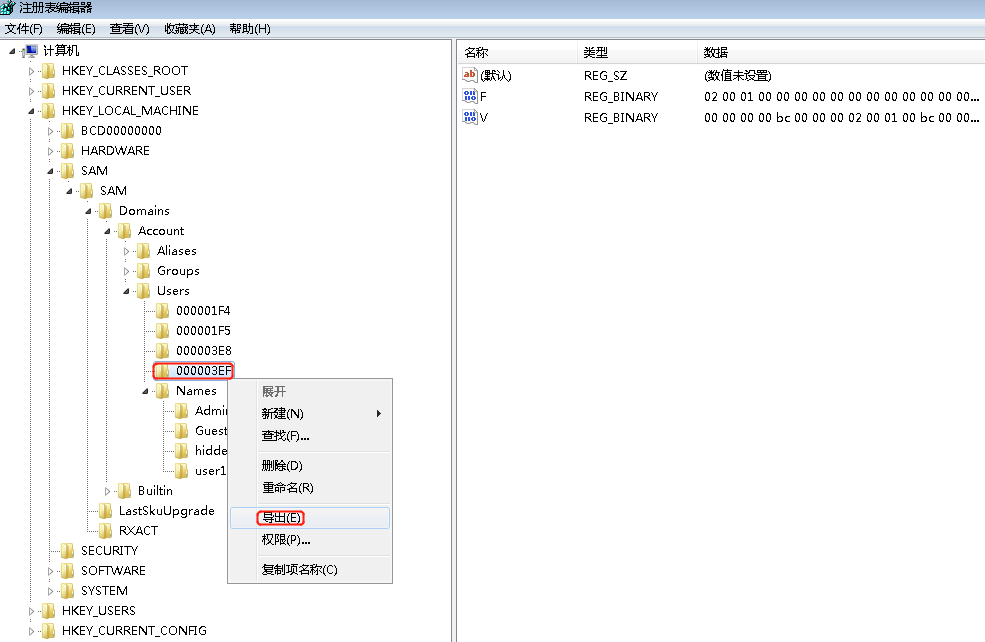 注册表编辑器
文件(F) 编辑(E) 查看(V) 收藏夹(A) 帮助(H)
计算机
HKEY_CLASSES_ROOT
HKEY_CURRENT_USER
HKEY_LOCAL_MACHINE
BCD00000000
HARDWARE
SAM
SAM
Domains
Account
Aliases
Groups
Users
000001F4
000001F5
000003E8
000003EF
Names
Admin
Guest
hidde
user1
Builtin
LastSkuUpgrade
RXACT
SECURITY
SOFTWARE
SYSTEM
HKEY_USERS
HKEY_CURRENT_CONFIG
展开
新建(N)
查找(F)...
删除(D)
重命名(R)
导出(E)
权限(P)...
复制项名称(C)
名称 类型 数据
(默认) REG_SZ (数值未设置)
F REG_BINARY 02 00 01 00 00 00 00 00 00 00 00 00 00 00 00...
V REG_BINARY 00 00 00 00 bc 00 00 00 02 00 01 00 bc 00 00...